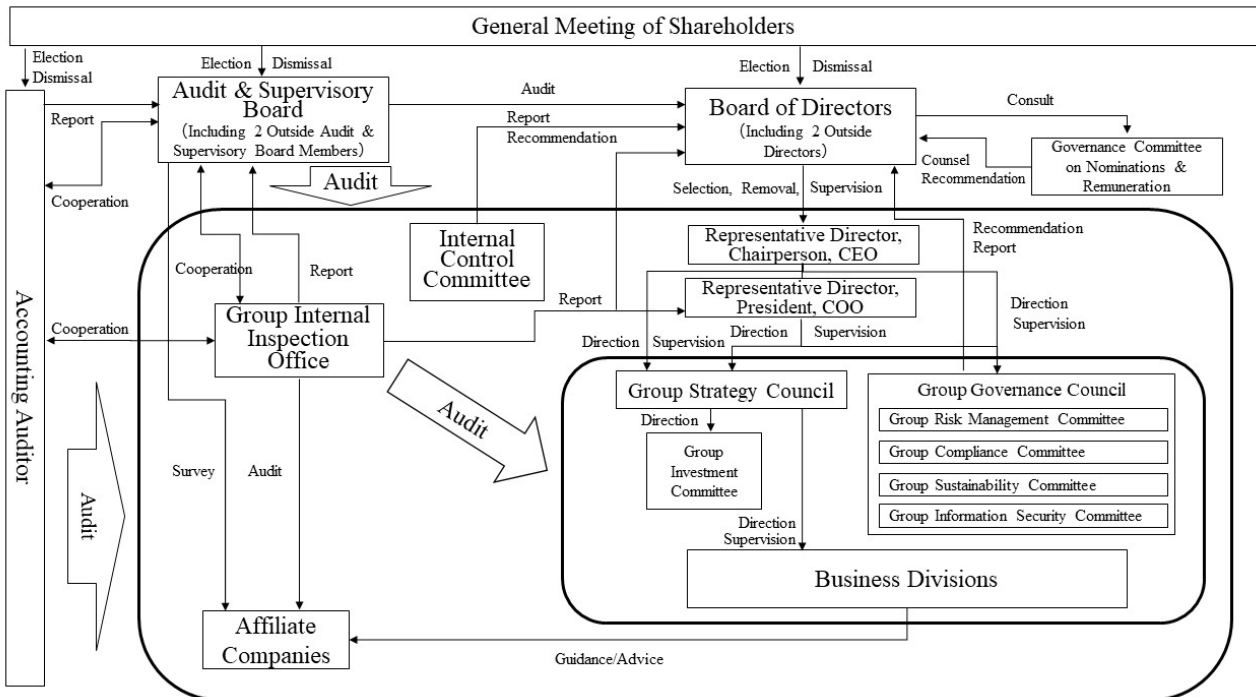 General Meeting of Shareholders
Election
Dismissal
Election Dismissal
Election Dismissal
Audit & Supervisory
Board
(Including 2 Outside Audit &
Supervisory Board Members)
Audit
Board of Directors
(Including 2 Outside
Directors)
Consult
Report
Report
Recommendation
Governance Committee
on Nominations &
Remuneration
Counsel
Recommendation
Cooperation
Audit
Selection, Removal, Supervision
Internal
Control
Committee
Representative Director,
Chairperson, CEO
Recommendation
Report
Cooperation
Report
Representative Director,
President, COO
Report
Direction
Supervision
Accounting Auditor
Cooperation
Group Internal
Inspection
Office
Direction Supervision
Direction Supervision
Group Strategy Council
Group Governance Council
Audit
Direction
Group Risk Management Committee
Group
Investment
Committee
Group Compliance Committee
Survey
Audit
Group Sustainability Committee
Audit
Group Information Security Committee
Direction
Supervision
Business Divisions
Affiliate
Companies
Guidance/Advice